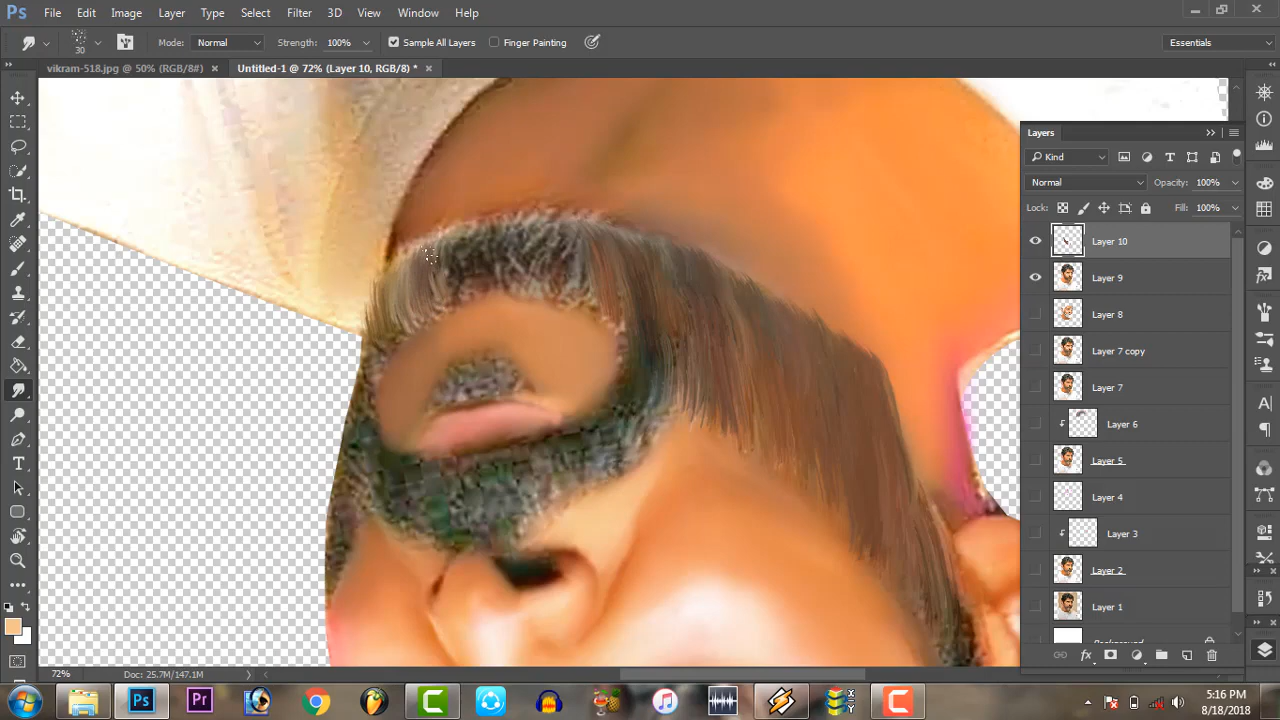 Ps File Edit Image Layer Type Select Filter 3D View Window Help
30 Mode: Normal Strength: 100% Sample All Layers Finger Painting Essentials
vikram-518.jpg @ 50% (RGB/8#) × Untitled-1 @ 72% (Layer 10, RGB/8) * ×
Layers
Kind
Normal Opacity: 100%
Lock: Fill: 100%
Layer 10
Layer 9
Layer 8
Layer 7 copy
Layer 7
Layer 6
Layer 5
Layer 4
Layer 3
Layer 2
Layer 1
Background
72% Doc: 25.7M/147.1M
Ps Pr
5:16 PM
8/18/2018